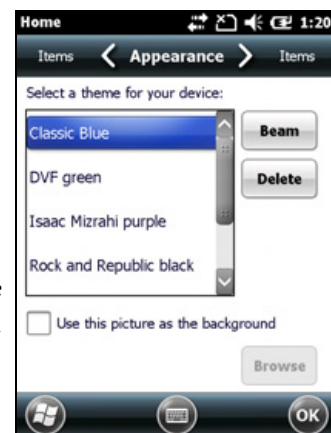 Home 1:20
Items Appearance Items
Select a theme for your device:
Classic Blue
Beam
DVF green
Delete
Isaac Mizrahi purple
Rock and Republic black
Use this picture as the background
Browse
OK